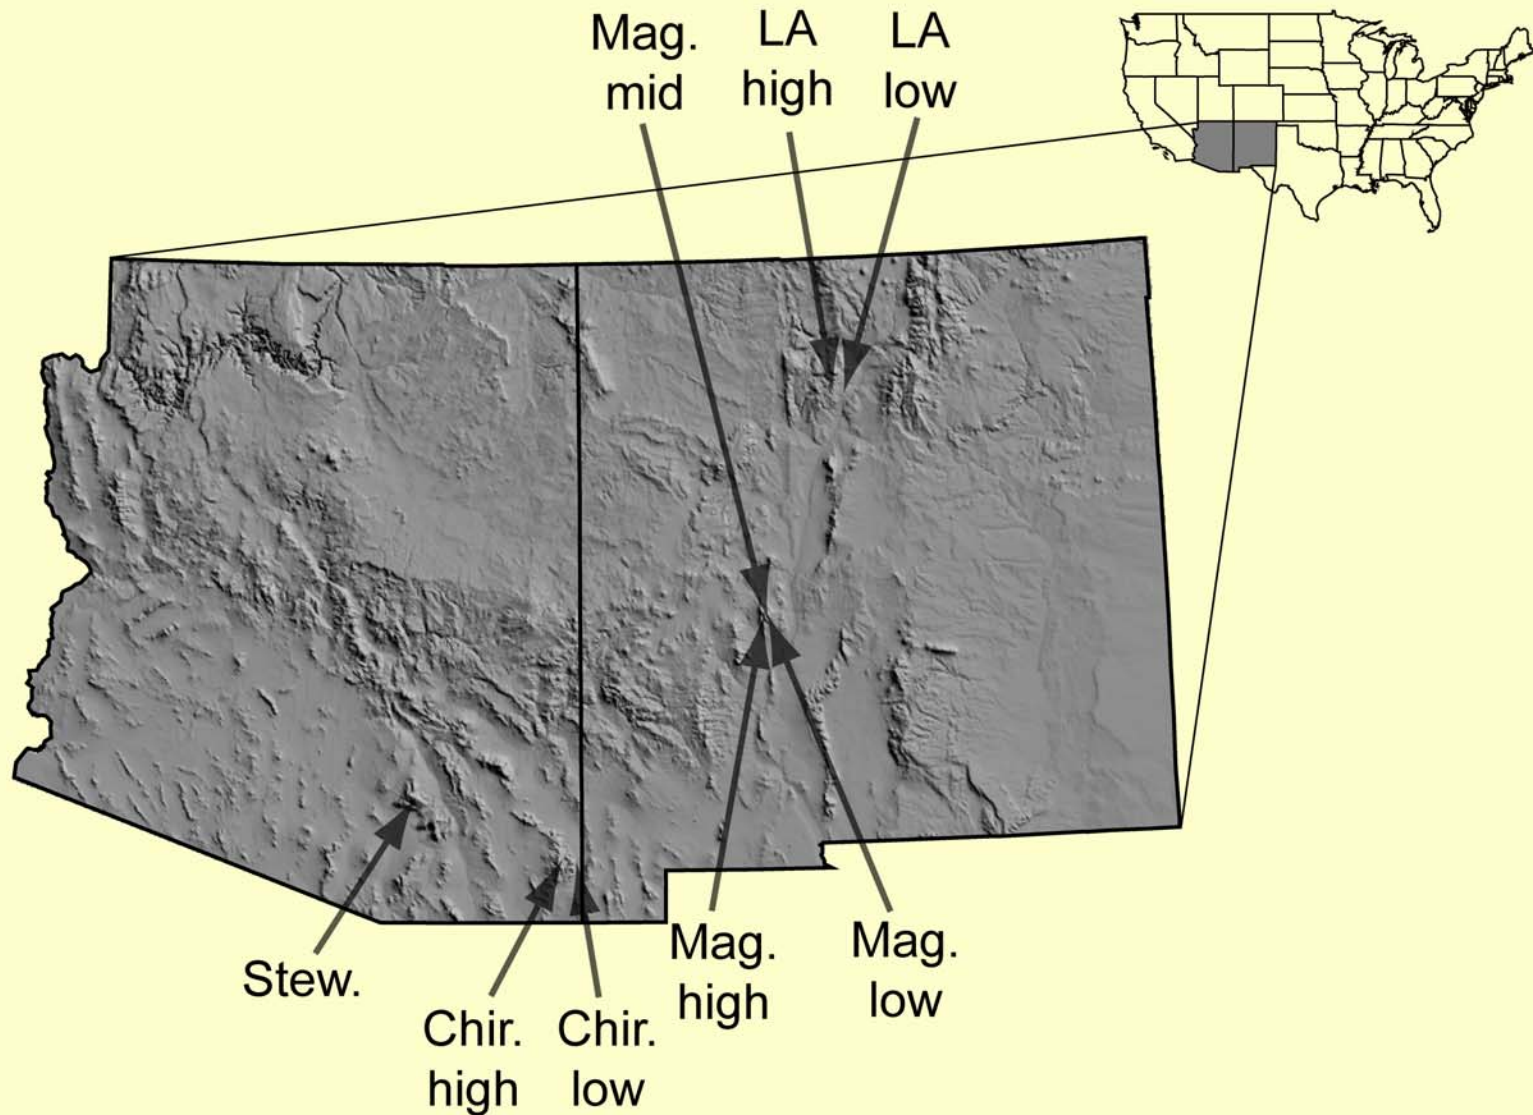 Mag.
mid
LA
high
LA
low
Stew.
Chir.
high
Chir.
low
Mag.
high
Mag.
low